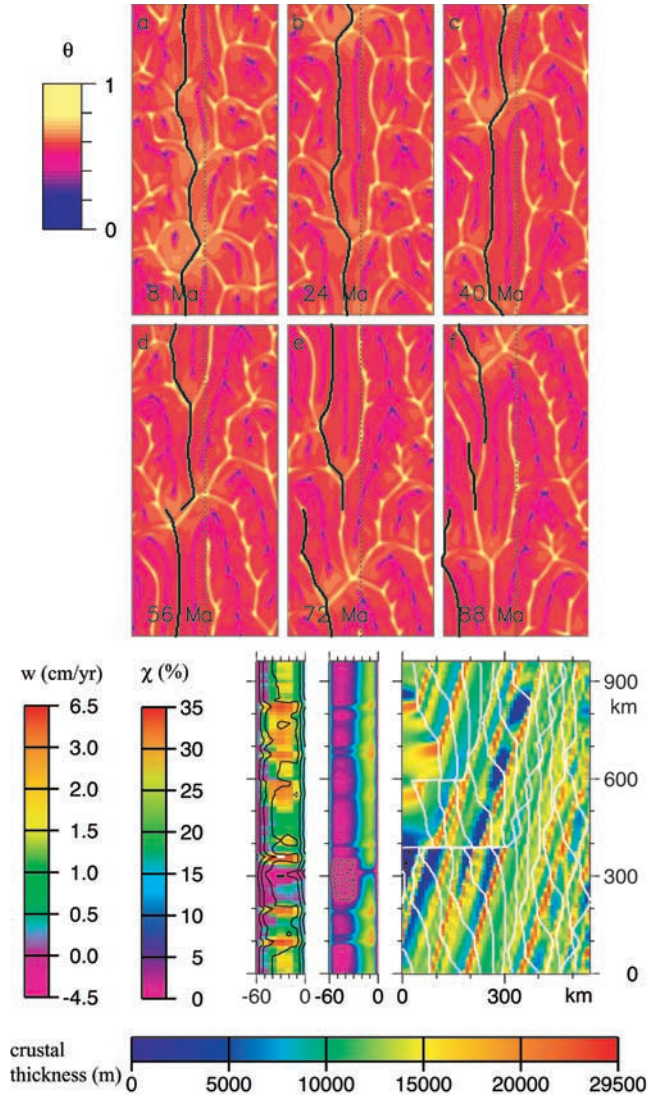 θ
1
0
a
b
c
8 Ma
24 Ma
40 Ma
d
e
f
56 Ma
72 Ma
88 Ma
w (cm/yr)
6.5
3.0
2.0
1.5
1.0
0.5
0.0
-4.5
χ (%)
35
30
25
20
15
10
5
0
900
km
600
300
0
-60 0
-60 0
0 300 km
crustal
thickness (m)
0 5000 10000 15000 20000 29500